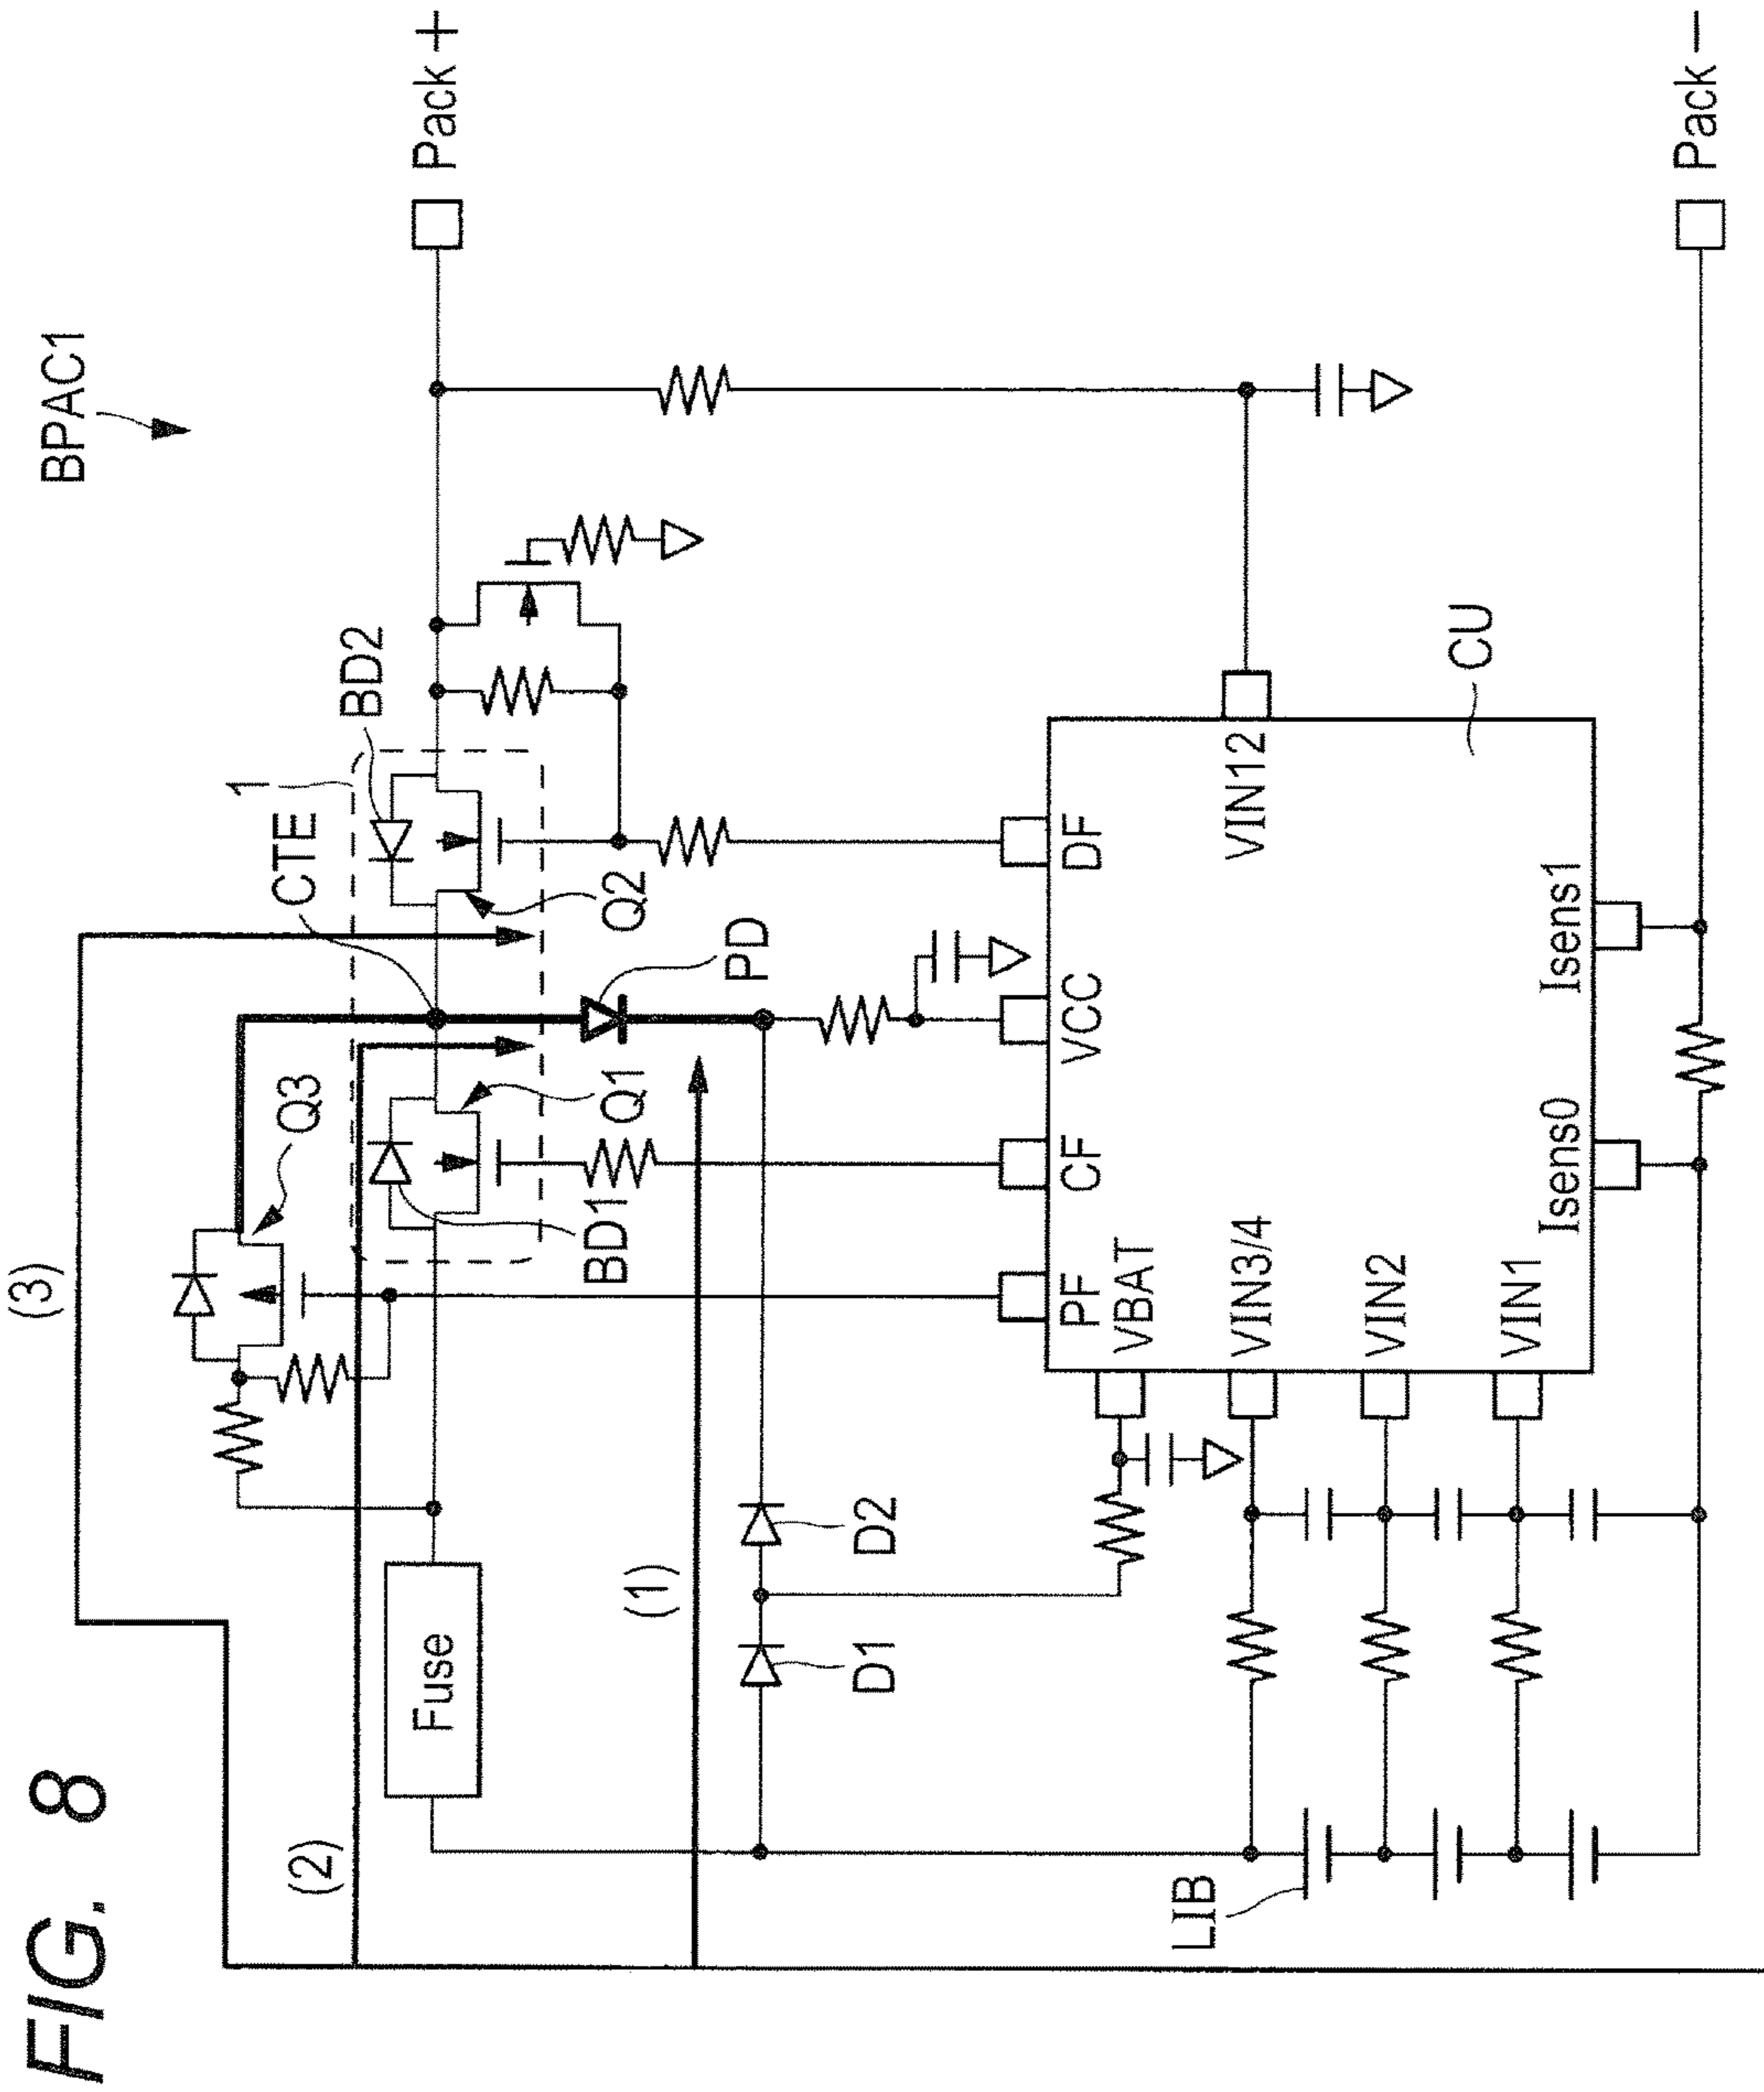 FIG. 8
BPAC1
(3)
(2)
(1)
Q3
CTE
1
BD2
Fuse
BD1
Q1
Q2
PD
Pack +
D1
D2
PF
CF
VCC
DF
VBAT
VIN12
VIN3/4
VIN2
VIN1
CU
LIB
Isens0
Isens1
Pack −